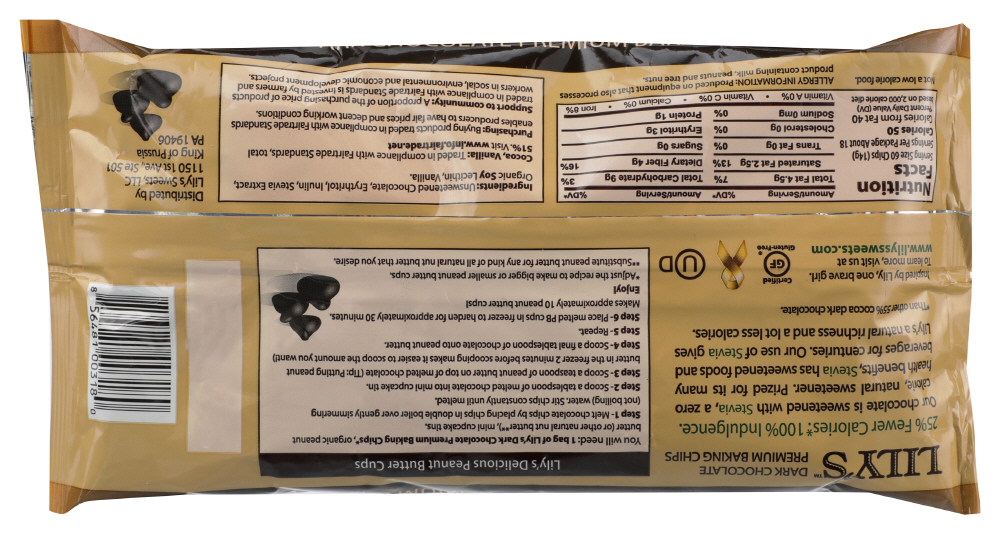 LILY'S™
DARK CHOCOLATE
PREMIUM BAKING CHIPS
25% Fewer Calories*. 100% Indulgence.
Our chocolate is sweetened with Stevia, a zero
calorie, natural sweetener. Prized for its many
health benefits, Stevia has sweetened foods and
beverages for centuries. Our use of Stevia gives
Lily's a natural richness and a lot less calories.
*Than other 55% cocoa dark chocolate.
Inspired by Lily, one brave girl.
To learn more, visit us at
www.lilyssweets.com
Certified
GF
Gluten-Free
U D
Lily's Delicious Peanut Butter Cups
You will need: 1 bag of Lily's Dark Chocolate Premium Baking Chips*, organic peanut
butter (or other natural nut butter**), mini cupcake tins.
Step 1- Melt chocolate chips by placing chips in double boiler over gently simmering
(not boiling) water. Stir chips constantly until melted.
Step 2- Scoop a tablespoon of melted chocolate into mini cupcake tin.
Step 3- Scoop a teaspoon of peanut butter on top of melted chocolate (Tip: Putting peanut
butter in the freezer 2 minutes before scooping makes it easier to scoop the amount you want)
Step 4- Scoop a final tablespoon of chocolate onto peanut butter.
Step 5- Repeat.
Step 6- Place melted PB cups in freezer to harden for approximately 30 minutes.
Makes approximately 10 peanut butter cups!
Enjoy!
*Adjust the recipe to make bigger or smaller peanut butter cups.
**Substitute peanut butter for any kind of all natural nut butter that you desire.
8 56481 00318 0
Nutrition
Facts
Serving Size 60 Chips (14g)
Servings Per Package About 18
Calories 50
Calories from Fat 40
Percent Daily Value (DV)
based on 2,000 calorie diet
Amount/Serving %DV* Amount/Serving %DV*
Total Fat 4.5g 7% Total Carbohydrate 9g 3%
Saturated Fat 2.5g 13% Dietary Fiber 4g 16%
Trans Fat 0g 0% Sugars 0g
Cholesterol 0g 0% Erythritol 3g
Sodium 0mg 0% Protein 1g
Vitamin A 0% • Vitamin C 0% • Calcium 0% • Iron 6%
ALLERGY INFORMATION: Produced on equipment that also processes
product containing milk, peanuts and tree nuts.
Not a low calorie food.
Ingredients: Unsweetened Chocolate, Erythritol, Inulin, Stevia Extract,
Organic Soy Lecithin, Vanilla.
Cocoa, Vanilla: Traded in compliance with Fairtrade Standards, total
51%. Visit www.info.fairtrade.net
Purchasing: Buying products traded in compliance with Fairtrade Standards
enables producers to have fair prices and decent working conditions.
Support to community: A proportion of the purchasing price of products
traded in compliance with Fairtrade Standards is invested by farmers and
workers in social, environmental and economic development projects.
Distributed by
Lily's Sweets, LLC
1150 1st Ave, Ste 501
King of Prussia
PA 19406